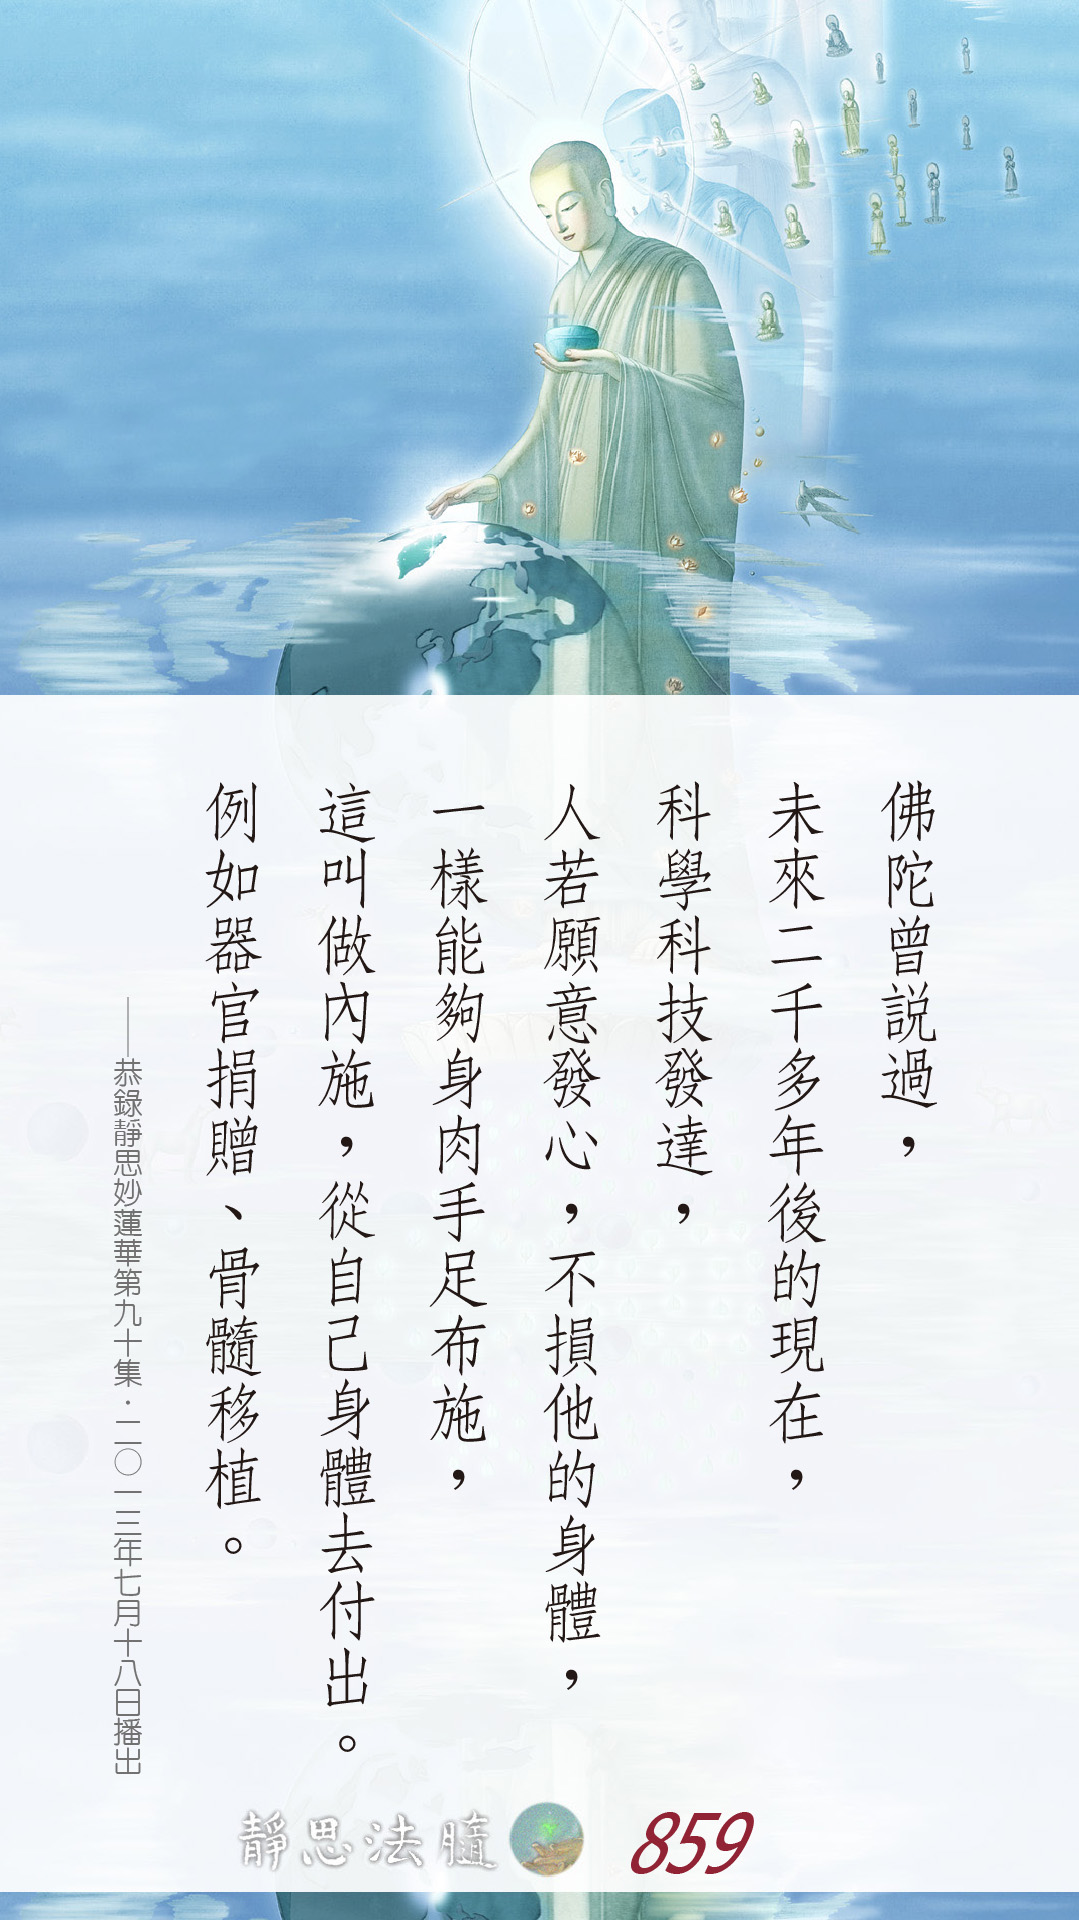 佛陀曾説過，
未來二千多年後的現在，
科學科技發達，
人若願意發心，不損他的身體，
一樣能夠身肉手足布施，
這叫做內施，從自己身體去付出。
例如器官捐贈、骨髓移植。
──恭錄靜思妙蓮華第九十集．二〇一三年七月十八日播出
靜思法髓
859